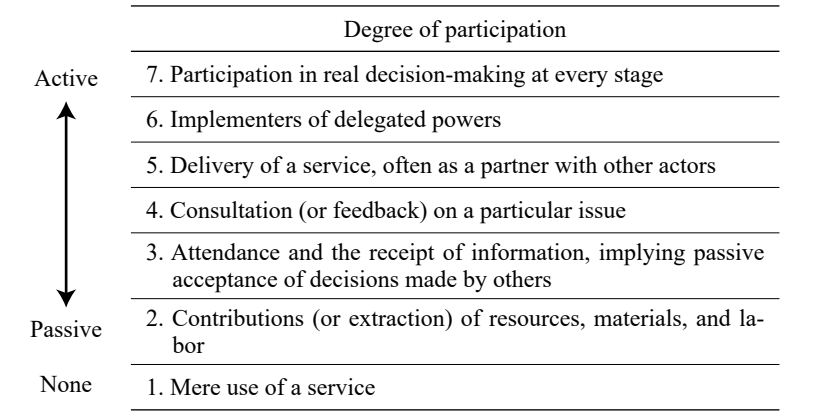 Degree of participation
Active
7. Participation in real decision-making at every stage
6. Implementers of delegated powers
5. Delivery of a service, often as a partner with other actors
4. Consultation (or feedback) on a particular issue
3. Attendance and the receipt of information, implying passive
acceptance of decisions made by others
Passive
2. Contributions (or extraction) of resources, materials, and la-
bor
None
1. Mere use of a service